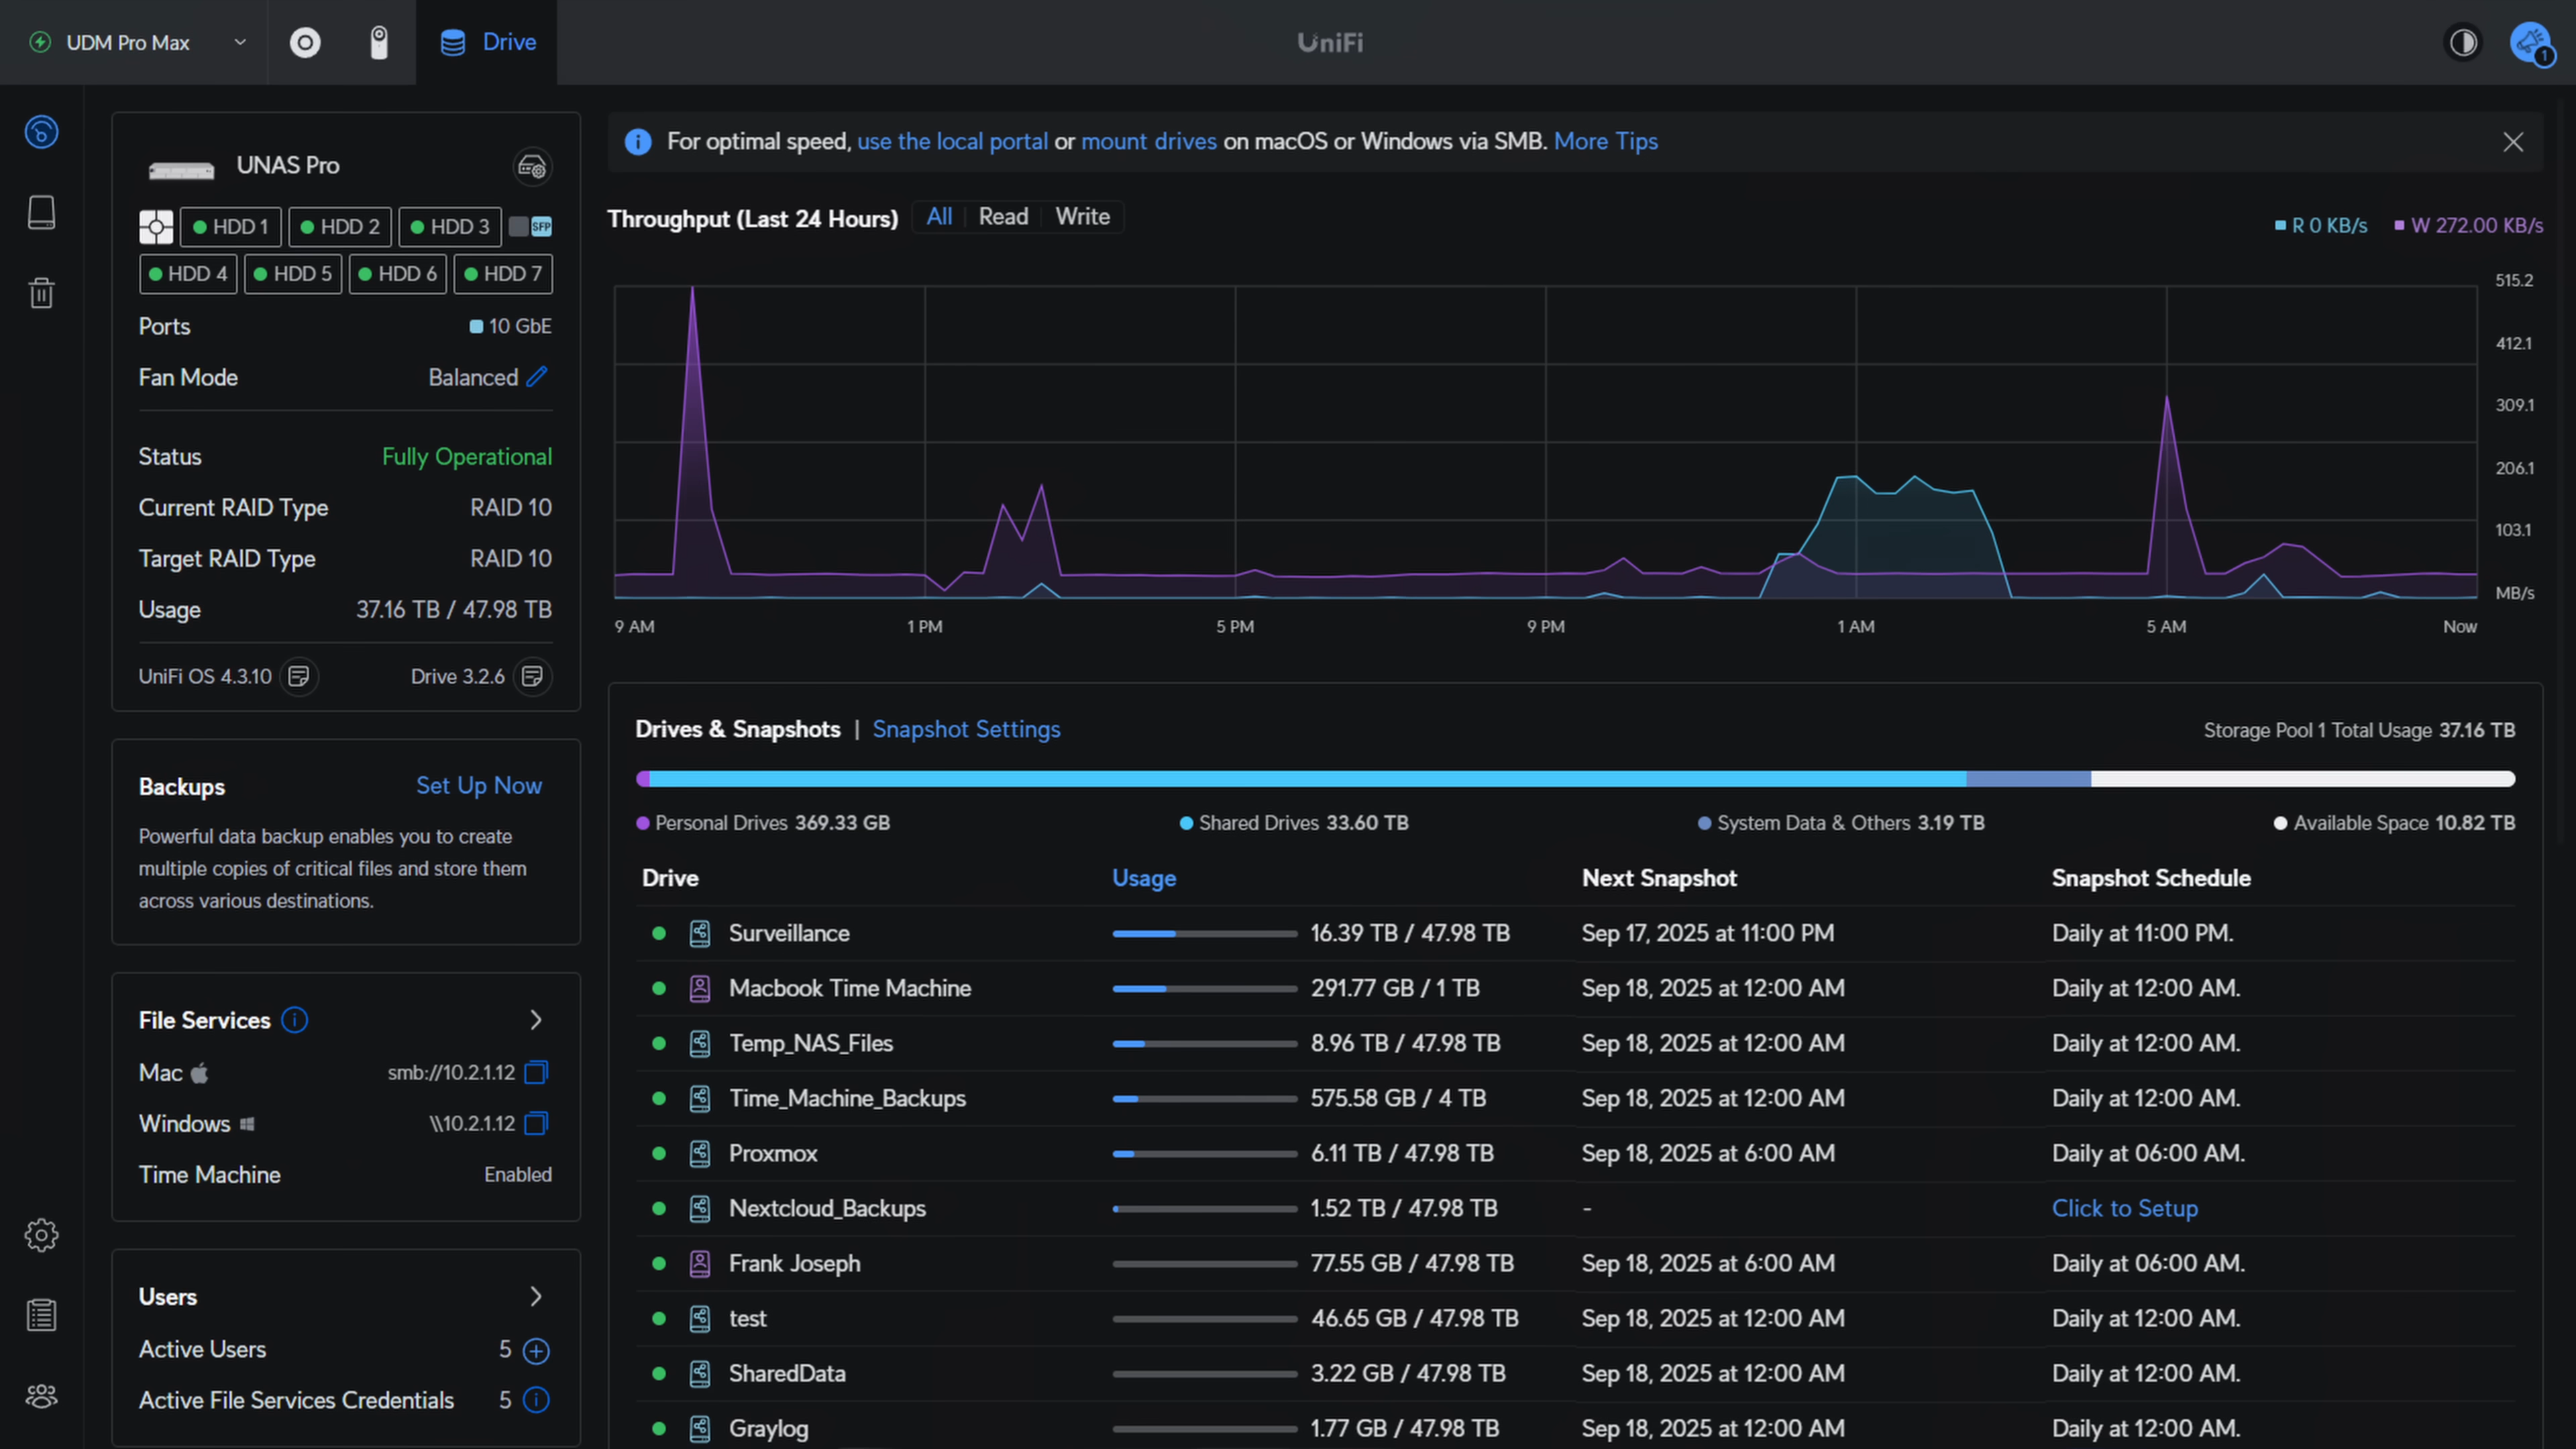 UDM Pro Max
Drive
UniFi
1
UNAS Pro
HDD 1
HDD 2
HDD 3
SFP
HDD 4
HDD 5
HDD 6
HDD 7
Ports
10 GbE
Fan Mode
Balanced
Status
Fully Operational
Current RAID Type
RAID 10
Target RAID Type
RAID 10
Usage
37.16 TB / 47.98 TB
UniFi OS 4.3.10
Drive 3.2.6
Backups
Set Up Now
Powerful data backup enables you to create
multiple copies of critical files and store them
across various destinations.
File Services
Mac
smb://10.2.1.12
Windows
\\10.2.1.12
Time Machine
Enabled
Users
Active Users
5
Active File Services Credentials
5
For optimal speed, use the local portal or mount drives on macOS or Windows via SMB. More Tips
Throughput (Last 24 Hours)
All
Read
Write
R 0 KB/s
W 272.00 KB/s
515.2
412.1
309.1
206.1
103.1
MB/s
9 AM
1 PM
5 PM
9 PM
1 AM
5 AM
Now
Drives & Snapshots | Snapshot Settings
Storage Pool 1 Total Usage 37.16 TB
Personal Drives 369.33 GB
Shared Drives 33.60 TB
System Data & Others 3.19 TB
Available Space 10.82 TB
Drive Usage Next Snapshot Snapshot Schedule
Surveillance 16.39 TB / 47.98 TB Sep 17, 2025 at 11:00 PM Daily at 11:00 PM.
Macbook Time Machine 291.77 GB / 1 TB Sep 18, 2025 at 12:00 AM Daily at 12:00 AM.
Temp_NAS_Files 8.96 TB / 47.98 TB Sep 18, 2025 at 12:00 AM Daily at 12:00 AM.
Time_Machine_Backups 575.58 GB / 4 TB Sep 18, 2025 at 12:00 AM Daily at 12:00 AM.
Proxmox 6.11 TB / 47.98 TB Sep 18, 2025 at 6:00 AM Daily at 06:00 AM.
Nextcloud_Backups 1.52 TB / 47.98 TB - Click to Setup
Frank Joseph 77.55 GB / 47.98 TB Sep 18, 2025 at 6:00 AM Daily at 06:00 AM.
test 46.65 GB / 47.98 TB Sep 18, 2025 at 12:00 AM Daily at 12:00 AM.
SharedData 3.22 GB / 47.98 TB Sep 18, 2025 at 12:00 AM Daily at 12:00 AM.
Graylog 1.77 GB / 47.98 TB Sep 18, 2025 at 12:00 AM Daily at 12:00 AM.